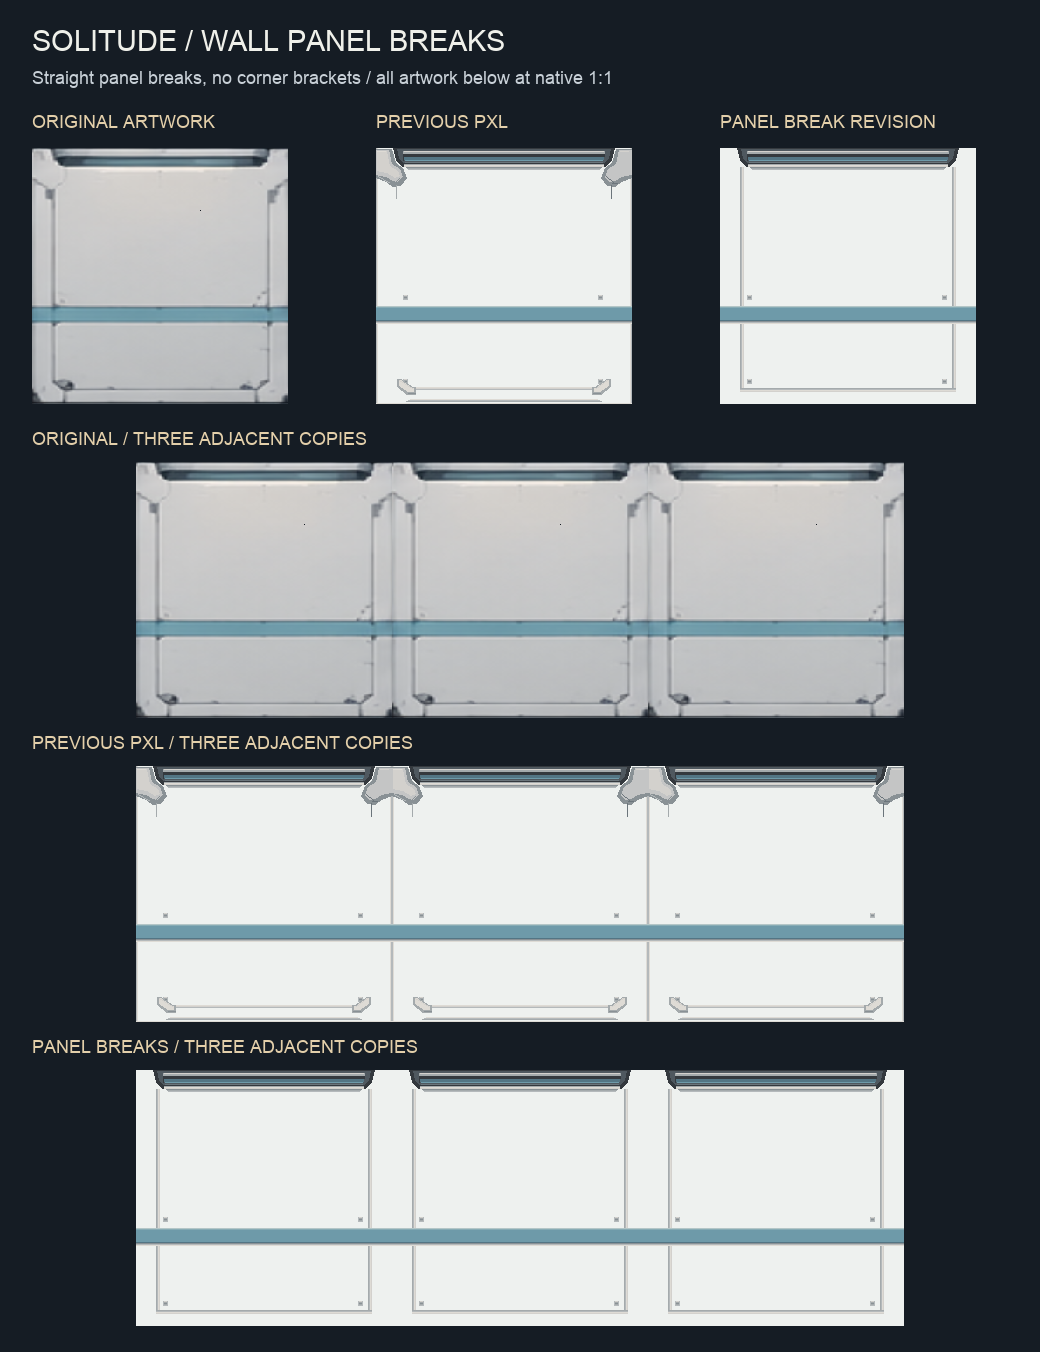 SOLITUDE / WALL PANEL BREAKS
Straight panel breaks, no corner brackets / all artwork below at native 1:1
ORIGINAL ARTWORK
PREVIOUS PXL
PANEL BREAK REVISION
ORIGINAL / THREE ADJACENT COPIES
PREVIOUS PXL / THREE ADJACENT COPIES
PANEL BREAKS / THREE ADJACENT COPIES